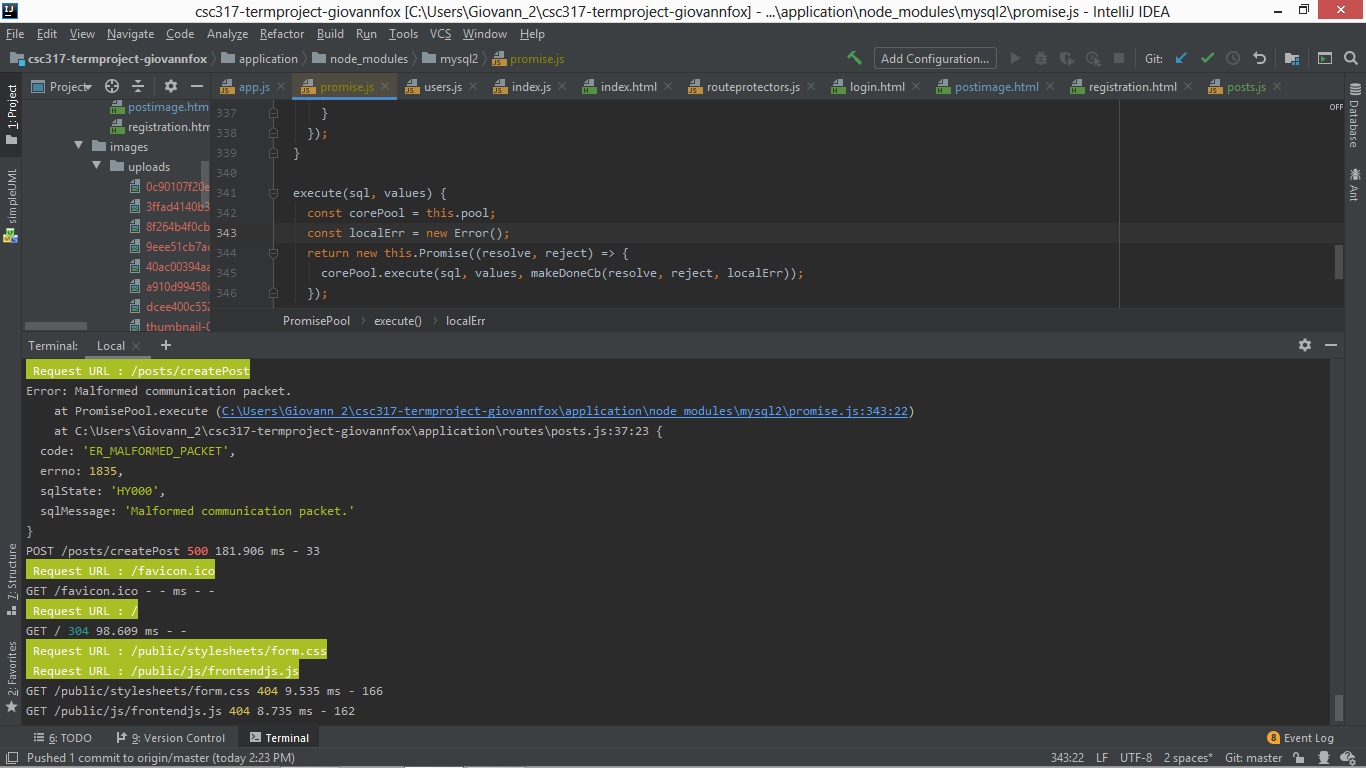 csc317-termproject-giovannfox [C:\Users\Giovann_2\csc317-termproject-giovannfox] - ...\application\node_modules\mysql2\promise.js - IntelliJ IDEA
File Edit View Navigate Code Analyze Refactor Build Run Tools VCS Window Help
csc317-termproject-giovannfox application node_modules mysql2 promise.js Add Configuration... Git:
1: Project
simpleUML
7: Structure
2: Favorites
Project
app.js promise.js users.js index.js index.html routeprotectors.js login.html postimage.html registration.html posts.js
Database
Ant
OFF
postimage.htm
registration.htm
images
uploads
0c90107f20e
3ffad4140b3
8f264b4f0cb
9eee51cb7ac
40ac00394aa
a910d99458c
dcee400c552
thumbnail-0
337 }
338 });
339 }
340
341 execute(sql, values) {
342 const corePool = this.pool;
343 const localErr = new Error();
344 return new this.Promise((resolve, reject) => {
345 corePool.execute(sql, values, makeDoneCb(resolve, reject, localErr));
346 });
PromisePool execute() localErr
Terminal: Local +
Request URL : /posts/createPost
Error: Malformed communication packet.
at PromisePool.execute (C:\Users\Giovann_2\csc317-termproject-giovannfox\application\node_modules\mysql2\promise.js:343:22)
at C:\Users\Giovann_2\csc317-termproject-giovannfox\application\routes\posts.js:37:23 {
code: 'ER_MALFORMED_PACKET',
errno: 1835,
sqlState: 'HY000',
sqlMessage: 'Malformed communication packet.'
}
POST /posts/createPost 500 181.906 ms - 33
Request URL : /favicon.ico
GET /favicon.ico - - ms - -
Request URL : /
GET / 304 98.609 ms - -
Request URL : /public/stylesheets/form.css
Request URL : /public/js/frontendjs.js
GET /public/stylesheets/form.css 404 9.535 ms - 166
GET /public/js/frontendjs.js 404 8.735 ms - 162
6: TODO 9: Version Control Terminal 8 Event Log
Pushed 1 commit to origin/master (today 2:23 PM) 343:22 LF UTF-8 2 spaces* Git: master